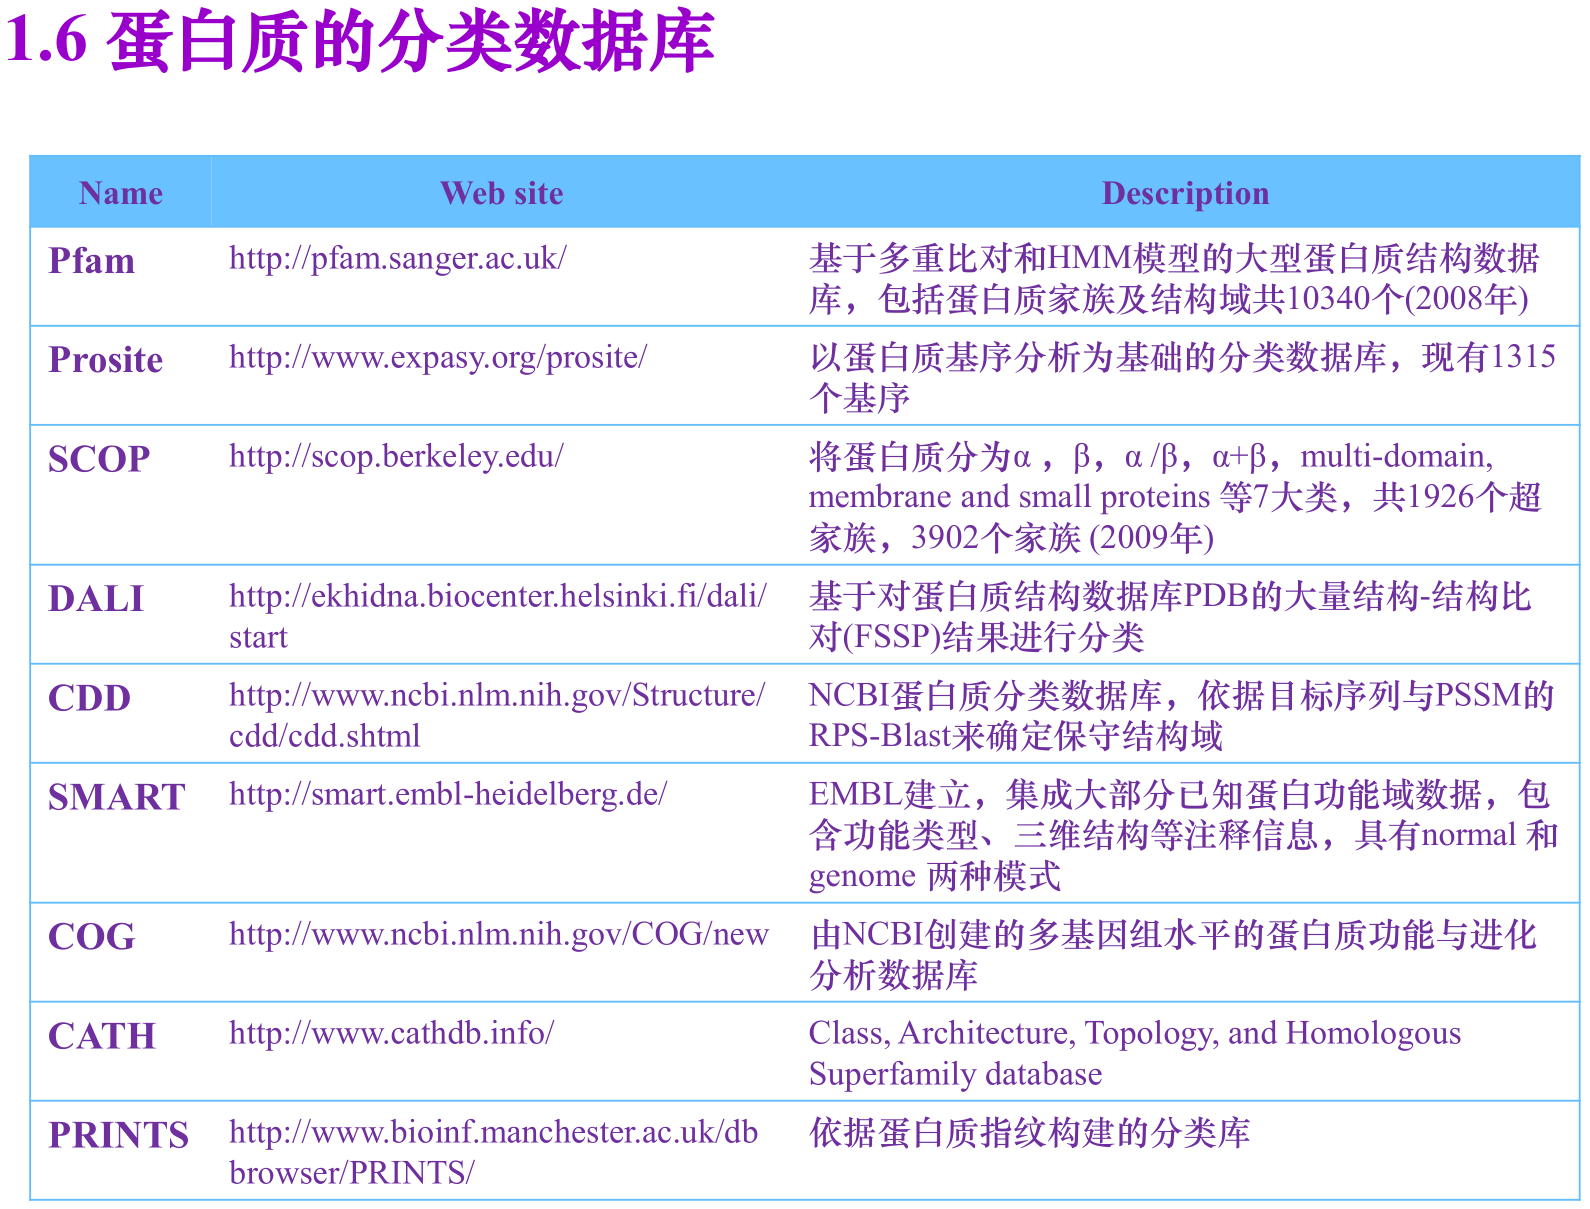 1.6 蛋白质的分类数据库
Name Web site Description
Pfam http://pfam.sanger.ac.uk/ 基于多重比对和HMM模型的大型蛋白质结构数据
库，包括蛋白质家族及结构域共10340个(2008年)
Prosite http://www.expasy.org/prosite/ 以蛋白质基序分析为基础的分类数据库，现有1315
个基序
SCOP http://scop.berkeley.edu/ 将蛋白质分为α，β，α/β，α+β，multi-domain,
membrane and small proteins 等7大类，共1926个超
家族，3902个家族 (2009年)
DALI http://ekhidna.biocenter.helsinki.fi/dali/ 基于对蛋白质结构数据库PDB的大量结构-结构比
start 对(FSSP)结果进行分类
CDD http://www.ncbi.nlm.nih.gov/Structure/ NCBI蛋白质分类数据库，依据目标序列与PSSM的
cdd/cdd.shtml RPS-Blast来确定保守结构域
SMART http://smart.embl-heidelberg.de/ EMBL建立，集成大部分已知蛋白功能域数据，包
含功能类型、三维结构等注释信息，具有normal 和
genome 两种模式
COG http://www.ncbi.nlm.nih.gov/COG/new 由NCBI创建的多基因组水平的蛋白质功能与进化
分析数据库
CATH http://www.cathdb.info/ Class, Architecture, Topology, and Homologous
Superfamily database
PRINTS http://www.bioinf.manchester.ac.uk/db 依据蛋白质指纹构建的分类库
browser/PRINTS/